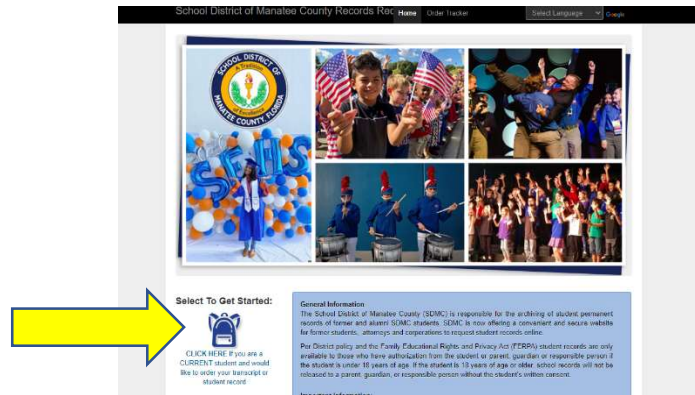 School District of Manatee County Records Req
Home
Order Tracker
Select Language
Google
SCHOOL DISTRICT OF
A Tradition
of Excellence
MANATEE COUNTY, FLORIDA
SFHS
Select To Get Started:
CLICK HERE If you are a
CURRENT student and would
like to order your transcript or
student record
General Information
The School District of Manatee County (SDMC) is responsible for the archiving of student permanent
records of former and alumni SDMC students. SDMC is now offering a convenient and secure website
for former students, attorneys and corporations to request student records online.
Per District policy and the Family Educational Rights and Privacy Act (FERPA) student records are only
available to those who have authorization from the student or parent, guardian or responsible person if
the student is under 18 years of age. If the student is 18 years of age or older, school records will not be
released to a parent, guardian, or responsible person without the student's written consent.
Important Information: